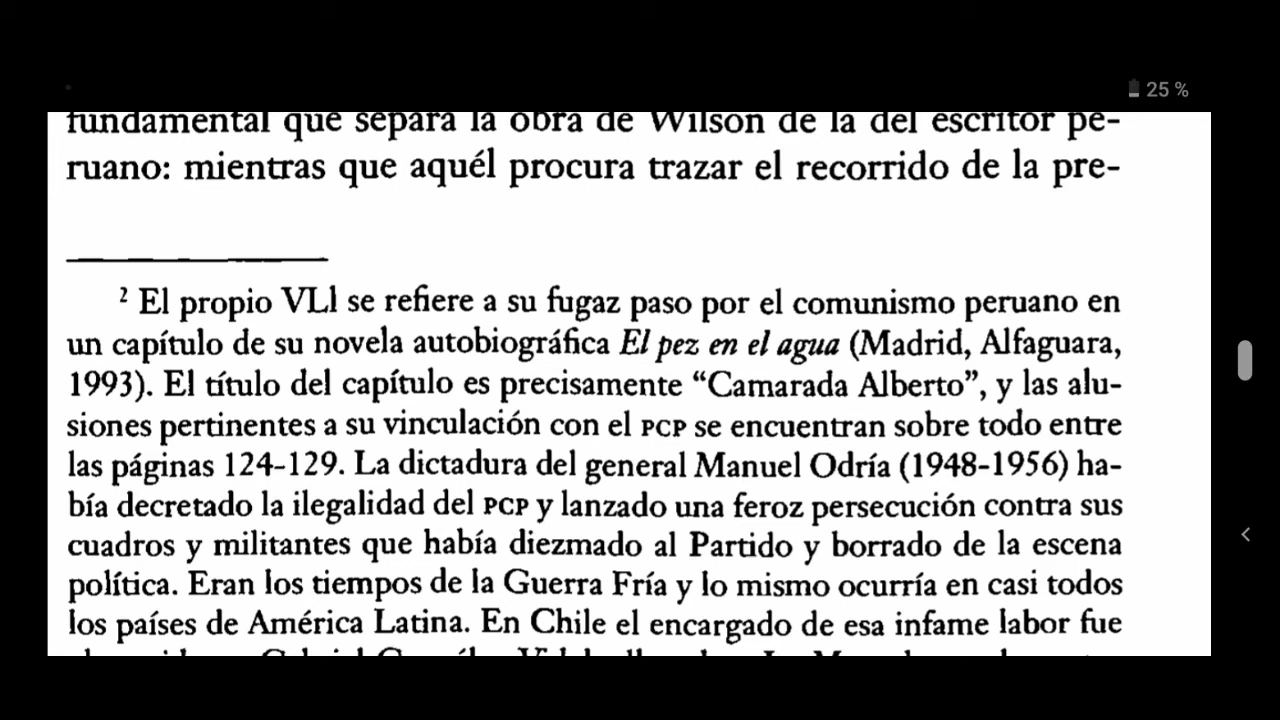 25 %
fundamental que separa la obra de Wilson de la del escritor pe-
ruano: mientras que aquél procura trazar el recorrido de la pre-
² El propio VLl se refiere a su fugaz paso por el comunismo peruano en
un capítulo de su novela autobiográfica El pez en el agua (Madrid, Alfaguara,
1993). El título del capítulo es precisamente “Camarada Alberto”, y las alu-
siones pertinentes a su vinculación con el PCP se encuentran sobre todo entre
las páginas 124-129. La dictadura del general Manuel Odría (1948-1956) ha-
bía decretado la ilegalidad del PCP y lanzado una feroz persecución contra sus
cuadros y militantes que había diezmado al Partido y borrado de la escena
política. Eran los tiempos de la Guerra Fría y lo mismo ocurría en casi todos
los países de América Latina. En Chile el encargado de esa infame labor fue